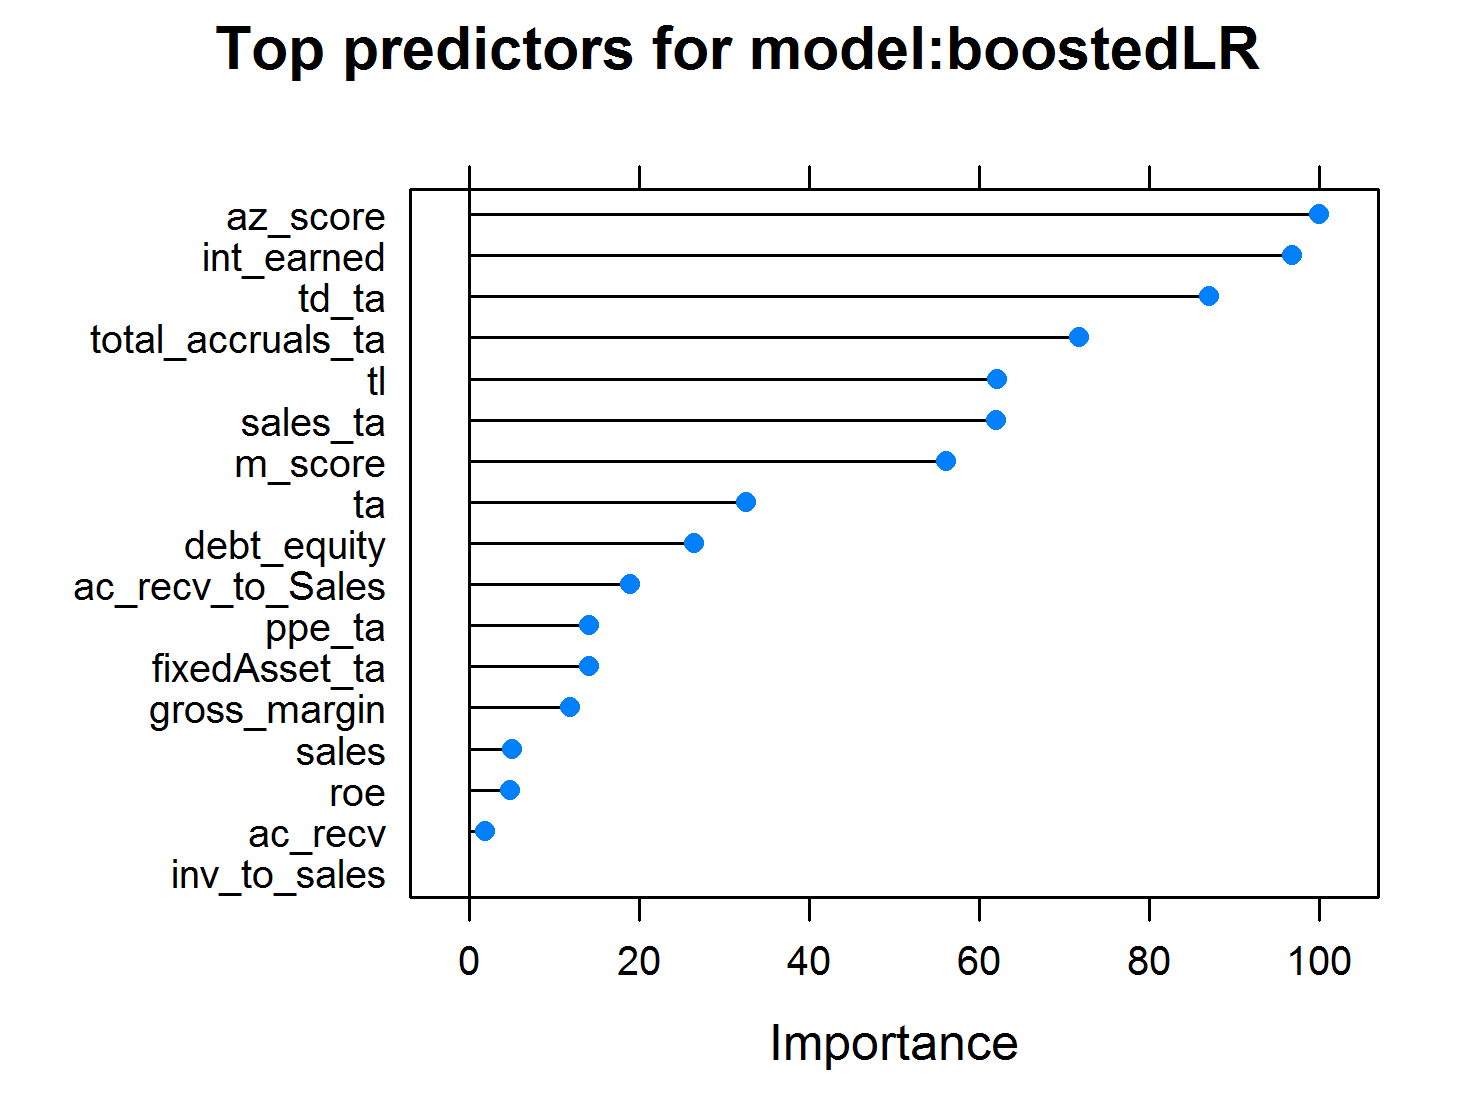 Top predictors for model:boostedLR
az_score
int_earned
td_ta
total_accruals_ta
tl
sales_ta
m_score
ta
debt_equity
ac_recv_to_Sales
ppe_ta
fixedAsset_ta
gross_margin
sales
roe
ac_recv
inv_to_sales
0 20 40 60 80 100
Importance